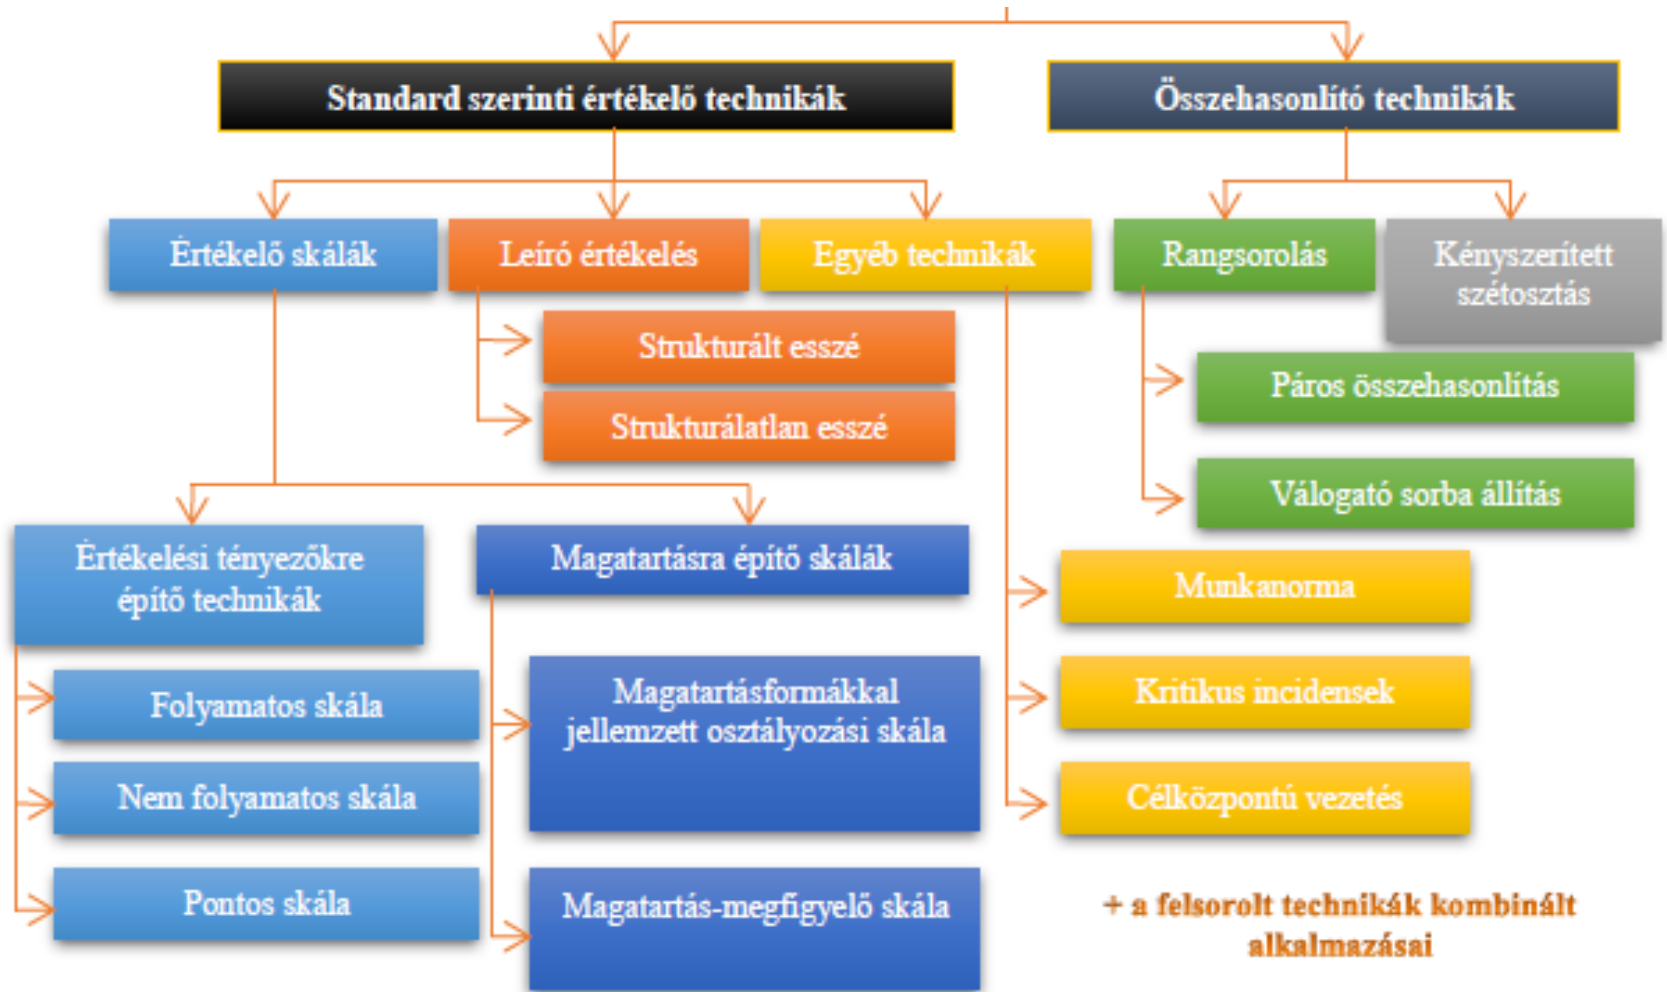 Standard szerinti értékelő technikák
Összehasonlító technikák
Értékelő skálák
Leíró értékelés
Egyéb technikák
Rangsorolás
Kényszerített
szétosztás
Strukturált esszé
Strukturálatlan esszé
Páros összehasonlítás
Válogató sorba állítás
Értékelési tényezőkre
építő technikák
Magatartásra építő skálák
Munkanorma
Folyamatos skála
Magatartásformákkal
jellemzett osztályozási skála
Kritikus incidensek
Nem folyamatos skála
Célközpontú vezetés
Pontos skála
Magatartás-megfigyelő skála
+ a felsorolt technikák kombinált
alkalmazásai